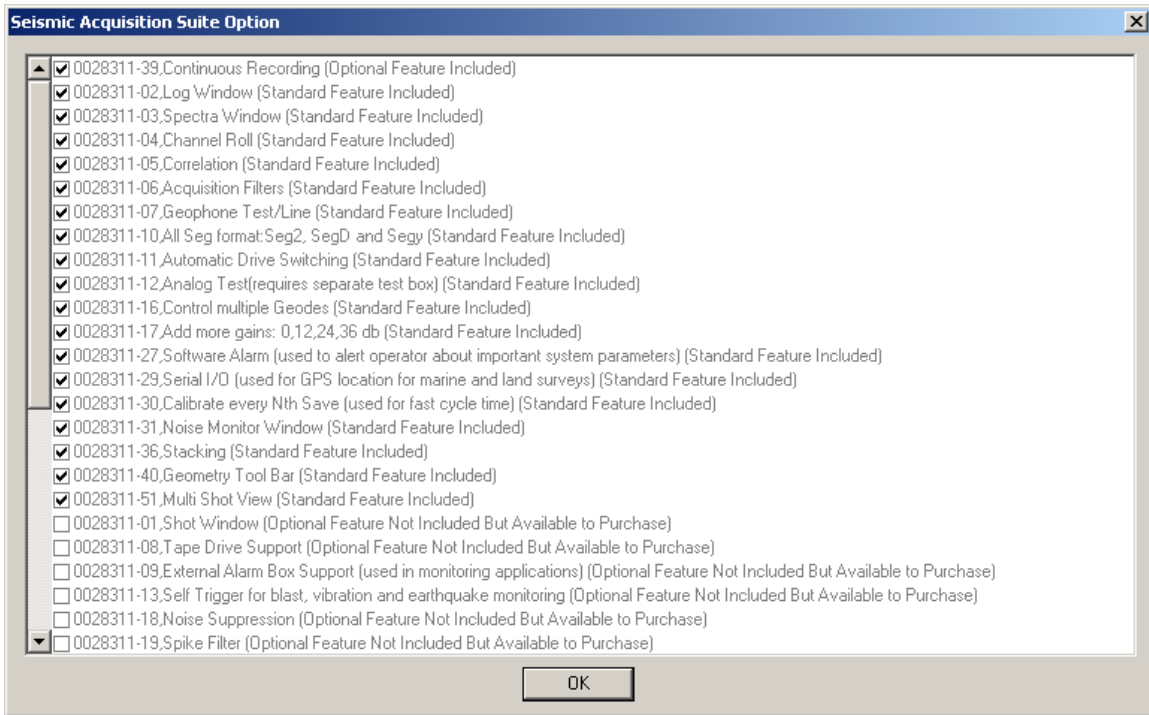 Seismic Acquisition Suite Option
0028311-39,Continuous Recording (Optional Feature Included)
0028311-02,Log Window (Standard Feature Included)
0028311-03,Spectra Window (Standard Feature Included)
0028311-04,Channel Roll (Standard Feature Included)
0028311-05,Correlation (Standard Feature Included)
0028311-06,Acquisition Filters (Standard Feature Included)
0028311-07,Geophone Test/Line (Standard Feature Included)
0028311-10,All Seg format:Seg2, SegD and Segy (Standard Feature Included)
0028311-11,Automatic Drive Switching (Standard Feature Included)
0028311-12,Analog Test(requires separate test box) (Standard Feature Included)
0028311-16,Control multiple Geodes (Standard Feature Included)
0028311-17,Add more gains: 0,12,24,36 db (Standard Feature Included)
0028311-27,Software Alarm (used to alert operator about important system parameters) (Standard Feature Included)
0028311-29,Serial I/O (used for GPS location for marine and land surveys) (Standard Feature Included)
0028311-30,Calibrate every Nth Save (used for fast cycle time) (Standard Feature Included)
0028311-31,Noise Monitor Window (Standard Feature Included)
0028311-36,Stacking (Standard Feature Included)
0028311-40,Geometry Tool Bar (Standard Feature Included)
0028311-51,Multi Shot View (Standard Feature Included)
0028311-01,Shot Window (Optional Feature Not Included But Available to Purchase)
0028311-08,Tape Drive Support (Optional Feature Not Included But Available to Purchase)
0028311-09,External Alarm Box Support (used in monitoring applications) (Optional Feature Not Included But Available to Purchase)
0028311-13,Self Trigger for blast, vibration and earthquake monitoring (Optional Feature Not Included But Available to Purchase)
0028311-18,Noise Suppression (Optional Feature Not Included But Available to Purchase)
0028311-19,Spike Filter (Optional Feature Not Included But Available to Purchase)
OK